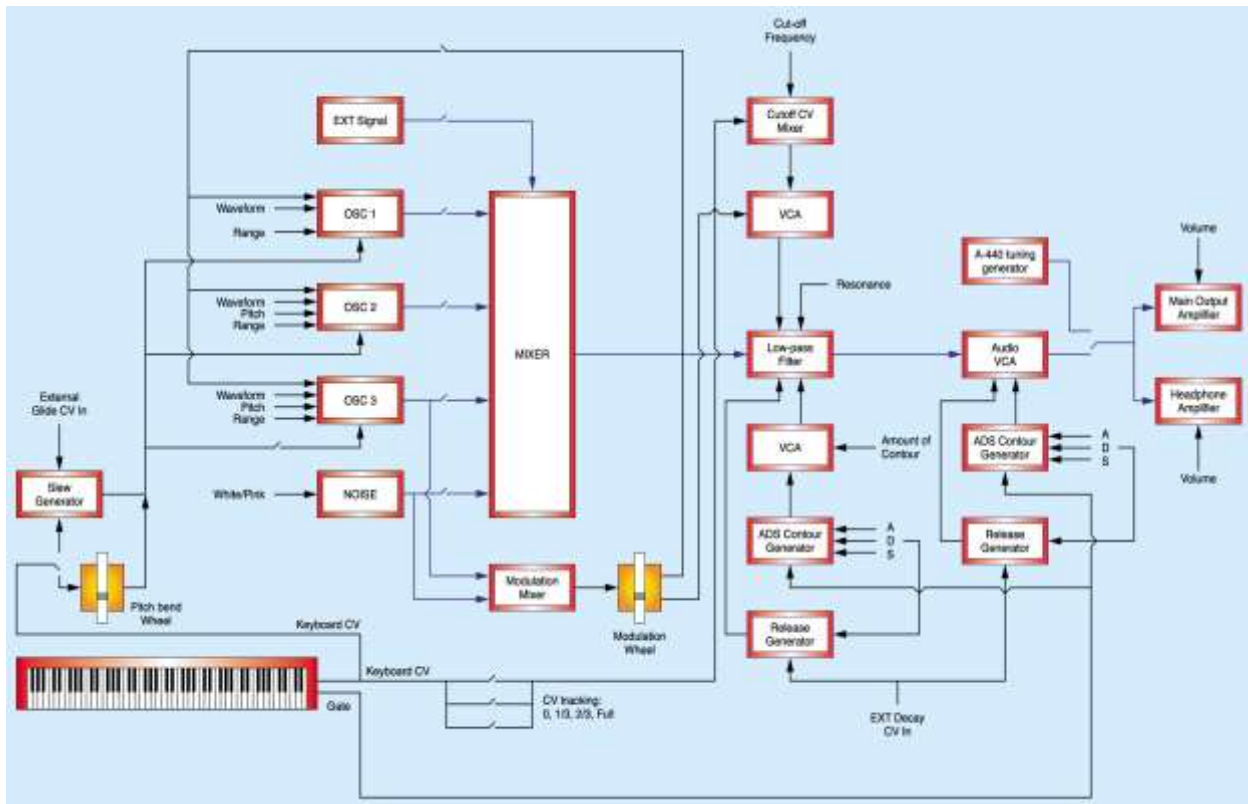 Cut-off
Frequency
EXT Signal
Cutoff CV
Mixer
Waveform
OSC 1
Range
VCA
Volume
A-440 tuning
generator
Waveform
Pitch
Range
OSC 2
Resonance
Main Output
Amplifier
MIXER
Low-pass
Filter
Audio
VCA
Waveform
Pitch
Range
OSC 3
External
Glide CV In
Headphone
Amplifier
VCA
Amount of
Contour
ADS Contour
Generator
A
D
S
Volume
Slew
Generator
White/Pink
NOISE
ADS Contour
Generator
A
D
S
Release
Generator
Modulation
Mixer
Pitch bend
Wheel
Keyboard CV
Modulation
Wheel
Release
Generator
Keyboard CV
Gate
CV tracking:
0, 1/3, 2/3, Full
EXT Decay
CV In